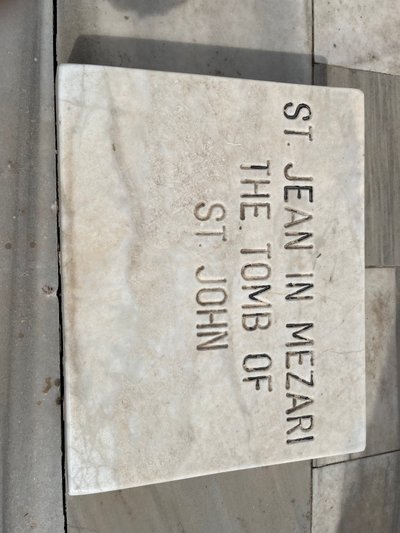 ST. JEAN IN MEZARI
THE TOMB OF
ST. JOHN